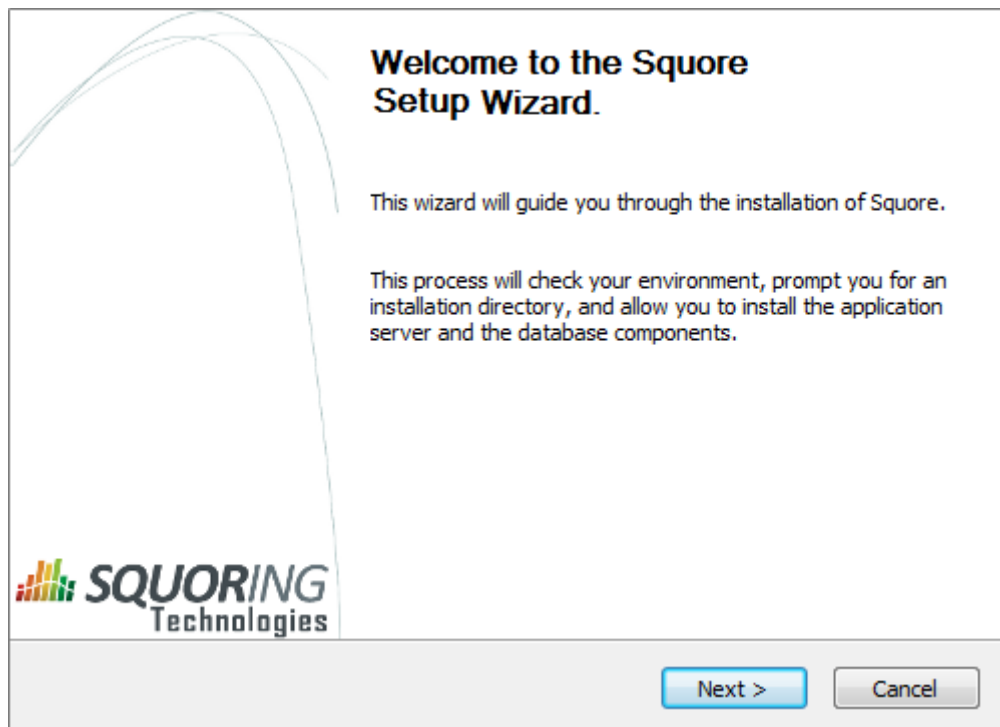 Welcome to the Squore
Setup Wizard.
This wizard will guide you through the installation of Squore.
This process will check your environment, prompt you for an
installation directory, and allow you to install the application
server and the database components.
SQUORING
Technologies
Next >
Cancel